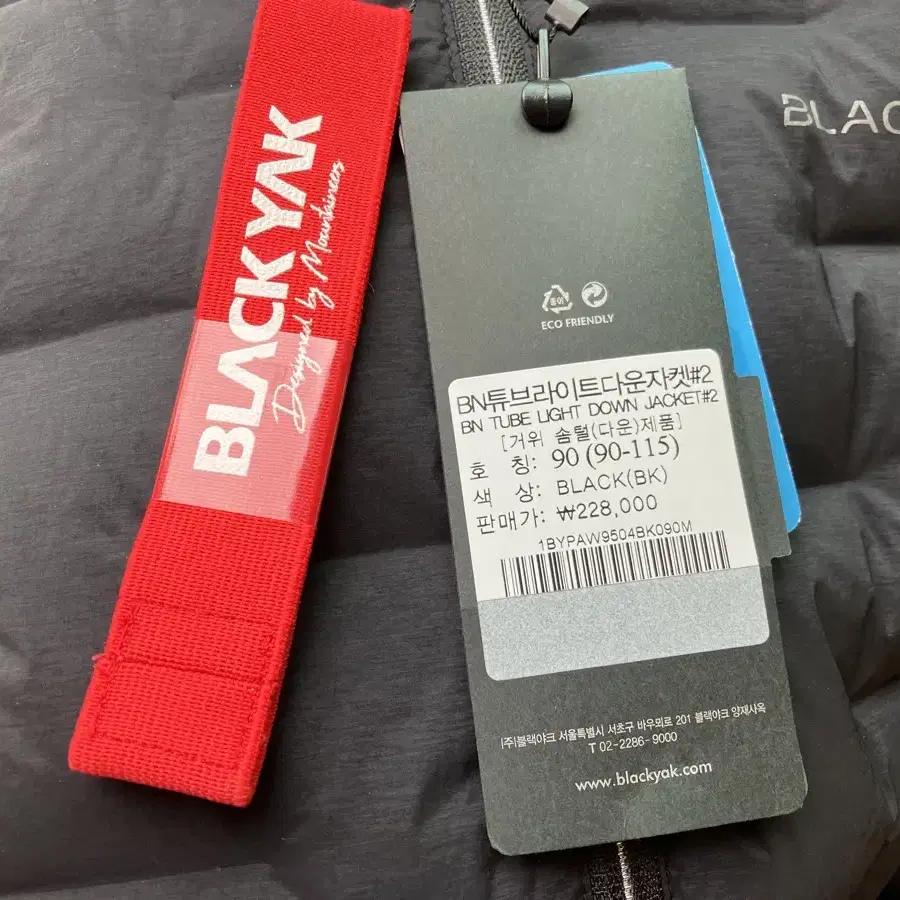 BLACKYAK
Designed by Mountaineers
BLAC
종이
ECO FRIENDLY
BN튜브라이트다운자켓#2
BN TUBE LIGHT DOWN JACKET#2
[거위 솜털(다운)제품]
호 칭: 90 (90-115)
색 상: BLACK(BK)
판매가: ₩228,000
1BYPAW9504BK090M
(주)블랙야크 서울특별시 서초구 바우뫼로 201 블랙야크 양재사옥
T 02-2286-9000
www.blackyak.com